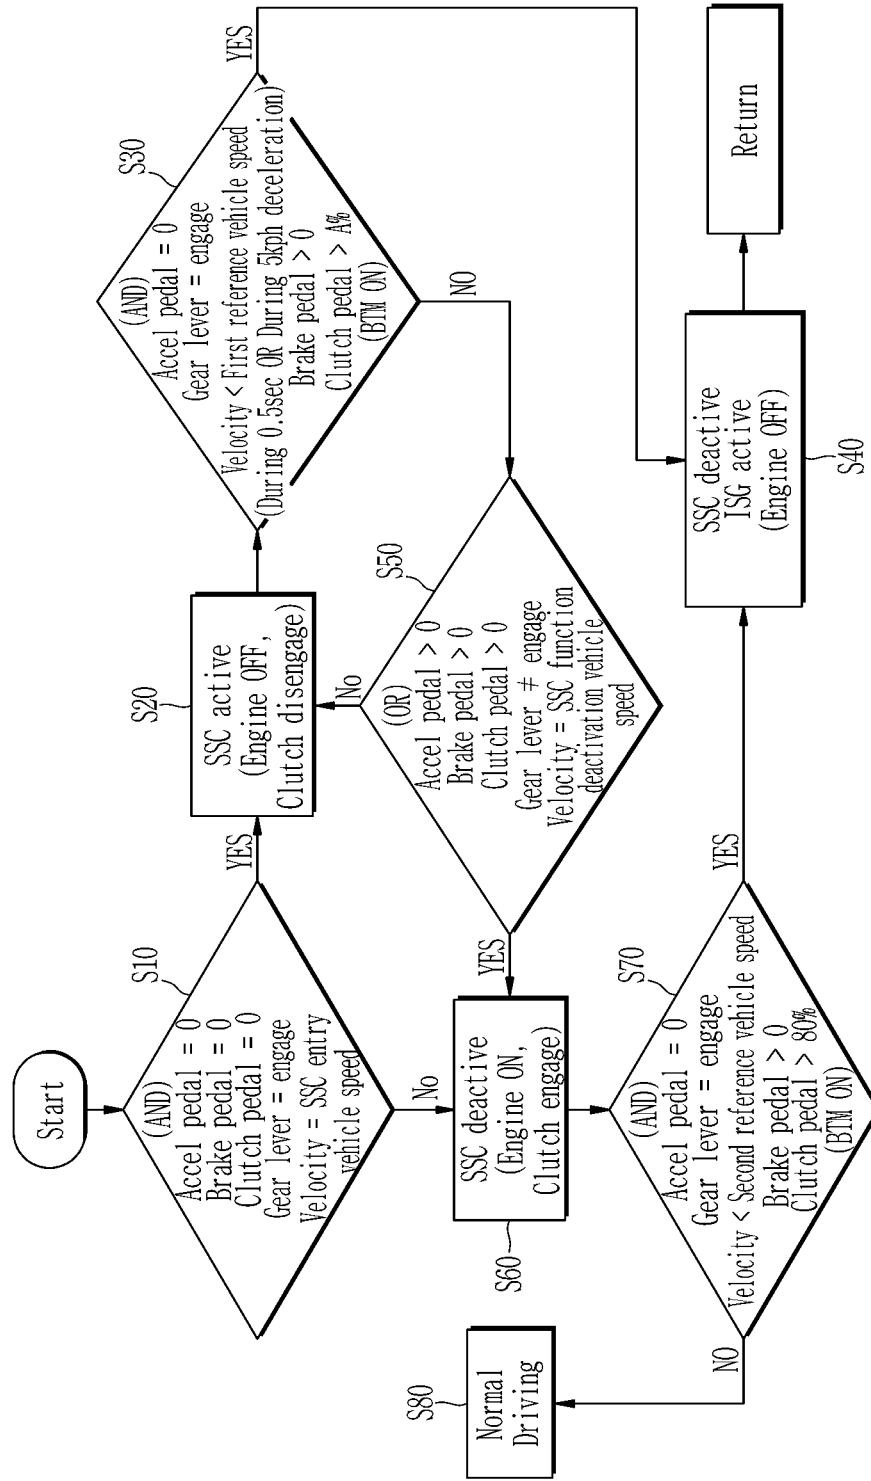 Start
S10
(AND)
Accel pedal = 0
Brake pedal = 0
Clutch pedal = 0
Gear lever = engage
Velocity = SSC entry
vehicle speed
YES
No
S20
SSC active
(Engine OFF,
Clutch disengage)
S30
(AND)
Accel pedal = 0
Gear lever = engage
Velocity < First reference vehicle speed
(During 0.5sec OR During 5kph deceleration)
Brake pedal > 0
Clutch pedal > A%
(BTM ON)
YES
NO
S50
(OR)
Accel pedal > 0
Brake pedal > 0
Clutch pedal > 0
Gear lever ≠ engage
Velocity = SSC function
deactivation vehicle
speed
No
YES
S60
SSC deactive
(Engine ON,
Clutch engage)
S70
(AND)
Accel pedal = 0
Gear lever = engage
Velocity < Second reference vehicle speed
Brake pedal > 0
Clutch pedal > 80%
(BTM ON)
YES
NO
S80
Normal
Driving
S40
SSC deactive
ISG active
(Engine OFF)
Return